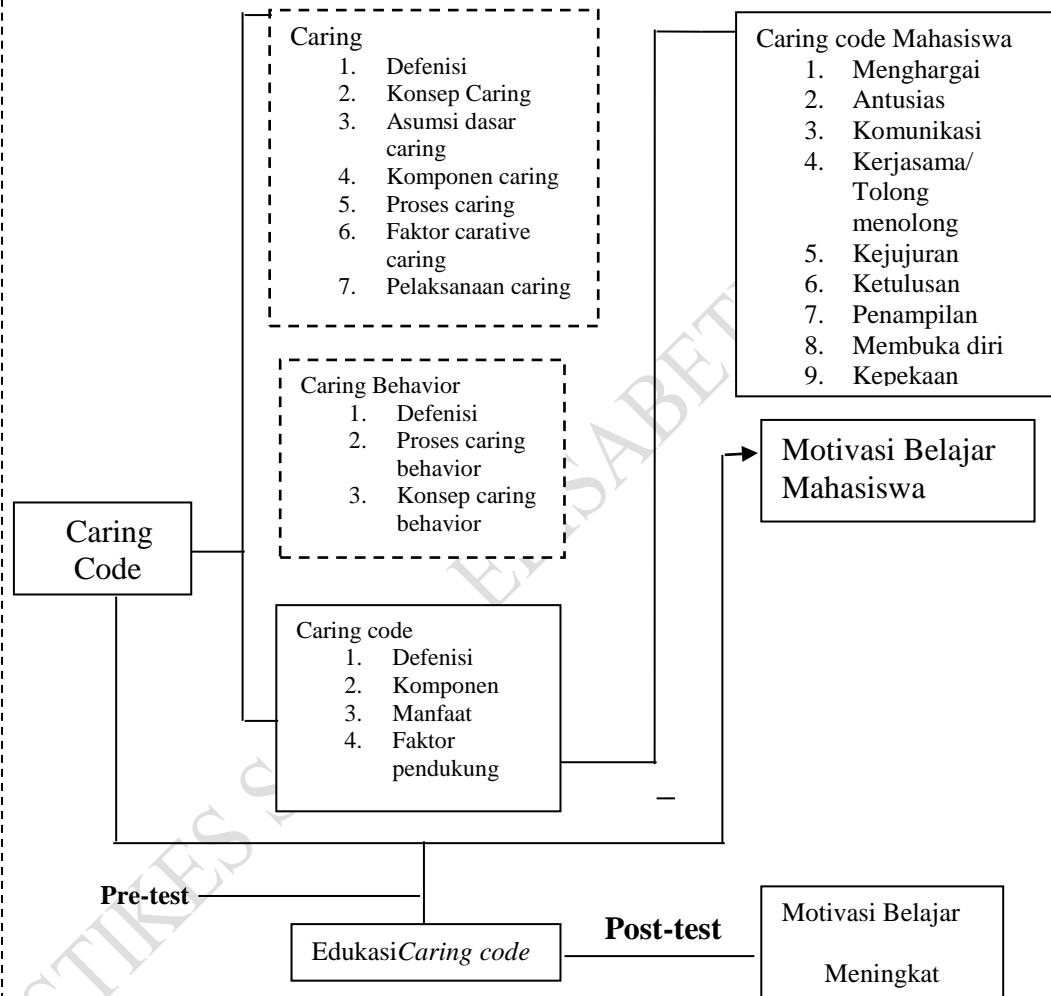 Caring
1. Defenisi
2. Konsep Caring
3. Asumsi dasar
caring
4. Komponen caring
5. Proses caring
6. Faktor carative
caring
7. Pelaksanaan caring
Caring code Mahasiswa
1. Menghargai
2. Antusias
3. Komunikasi
4. Kerjasama/
Tolong
menolong
5. Kejujuran
6. Ketulusan
7. Penampilan
8. Membuka diri
9. Kepekaan
Caring Behavior
1. Defenisi
2. Proses caring
behavior
3. Konsep caring
behavior
Motivasi Belajar
Mahasiswa
Caring
Code
Caring code
1. Defenisi
2. Komponen
3. Manfaat
4. Faktor
pendukung
Pre-test
EdukasiCaring code
Post-test
Motivasi Belajar
Meningkat
STIKES S